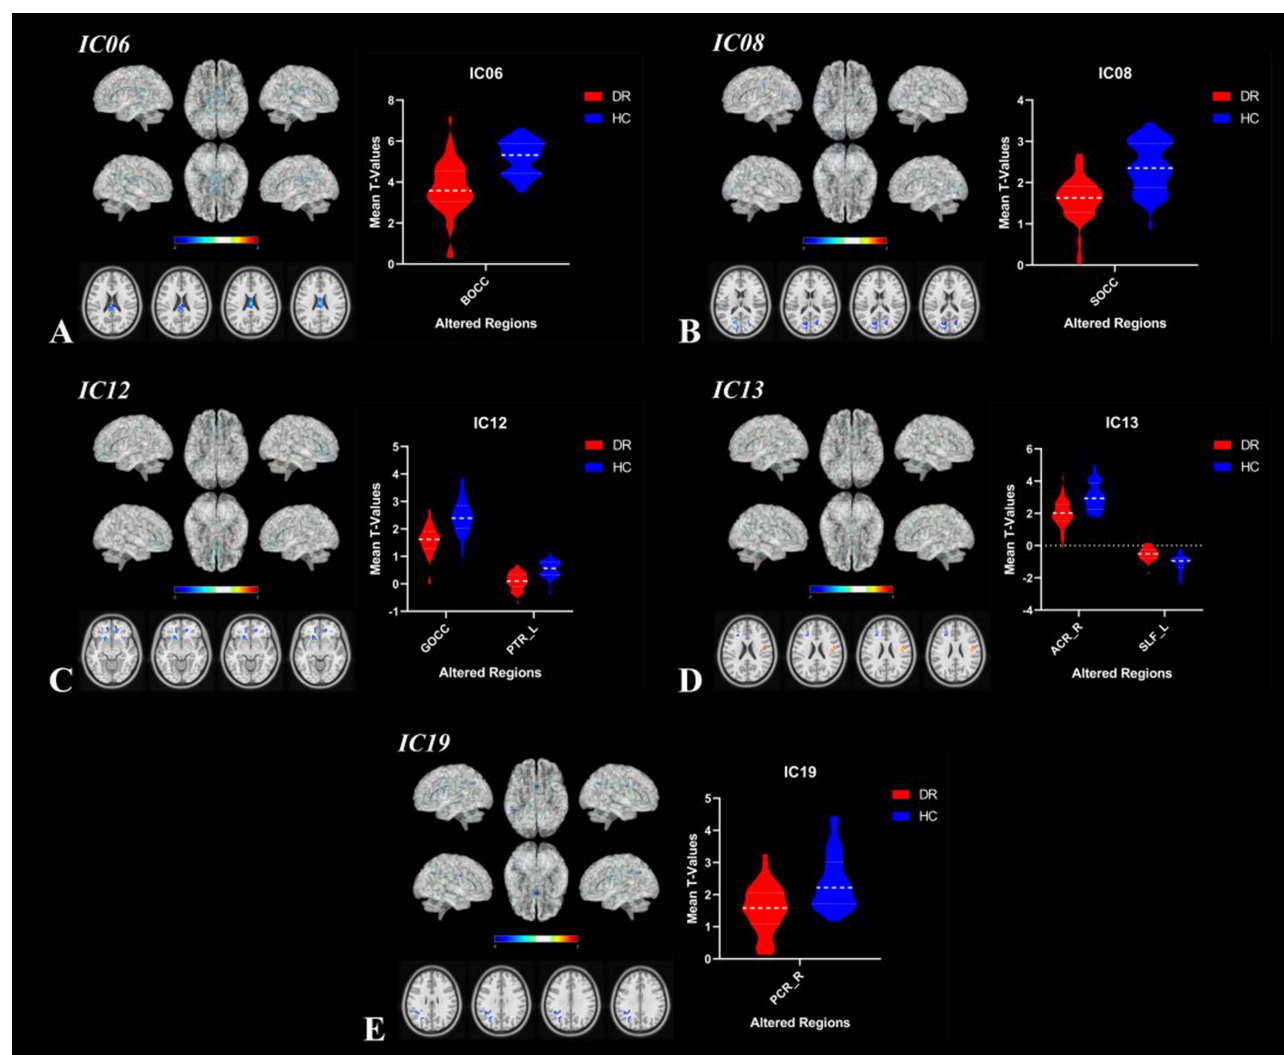 IC06
IC06
DR
HC
Mean T-Values
8
6
4
2
0
BOCC
Altered Regions
A
IC08
IC08
DR
HC
Mean T-Values
4
3
2
1
0
SOCC
Altered Regions
B
IC12
IC12
DR
HC
Mean T-Values
5
4
3
2
1
0
-1
GOCC
PTR_L
Altered Regions
C
IC13
IC13
DR
HC
Mean T-Values
6
4
2
0
-2
-4
ACR_R
SLF_L
Altered Regions
D
IC19
IC19
DR
HC
Mean T-Values
5
4
3
2
1
0
PCR_R
Altered Regions
E